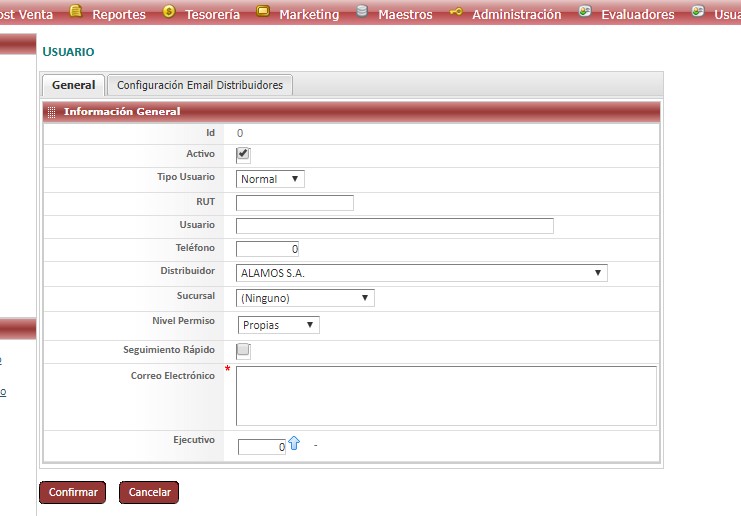 ost Venta Reportes Tesorería Marketing Maestros Administración Evaluadores Usua
USUARIO
General Configuración Email Distribuidores
Información General
Id 0
Activo
Tipo Usuario Normal
RUT
Usuario
Teléfono 0
Distribuidor ALAMOS S.A.
Sucursal (Ninguno)
Nivel Permiso Propias
Seguimiento Rápido
Correo Electrónico *
Ejecutivo 0 -
o
Confirmar Cancelar